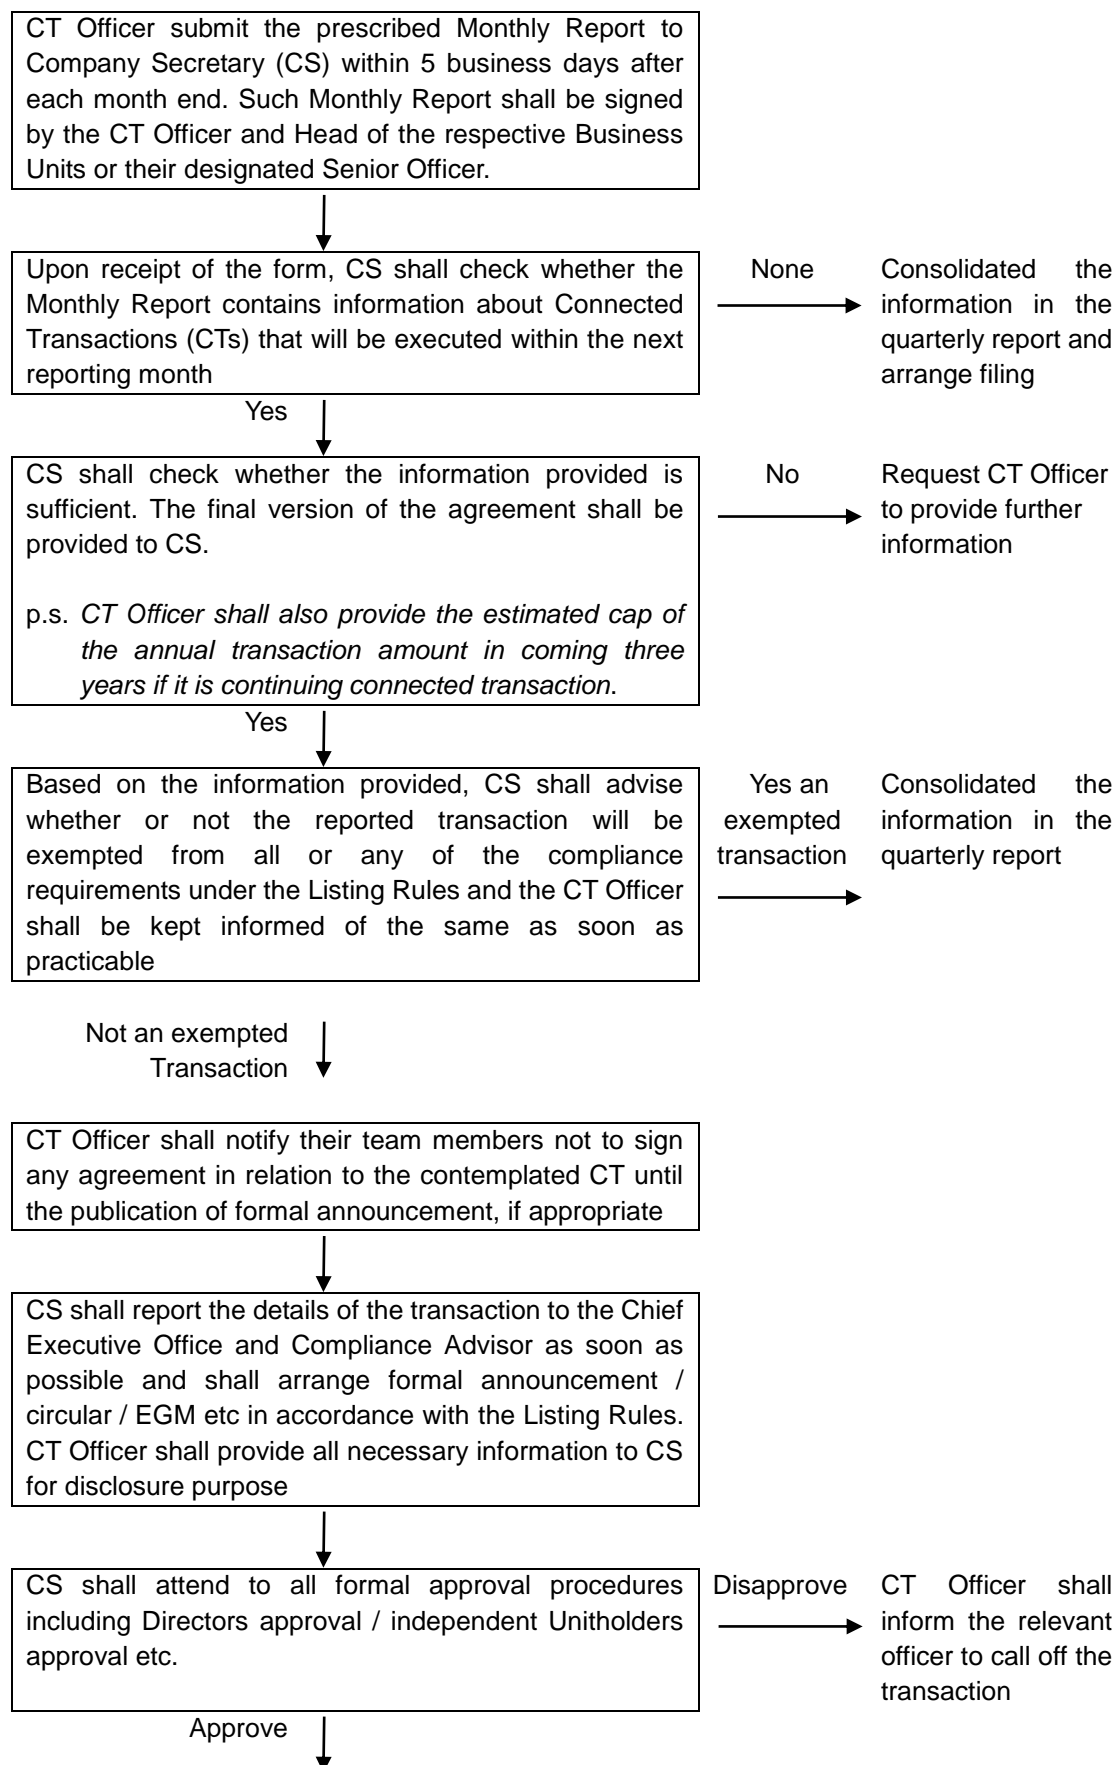 CT Officer submit the prescribed Monthly Report to
Company Secretary (CS) within 5 business days after
each month end. Such Monthly Report shall be signed
by the CT Officer and Head of the respective Business
Units or their designated Senior Officer.
Upon receipt of the form, CS shall check whether the
Monthly Report contains information about Connected
Transactions (CTs) that will be executed within the next
reporting month
None
Consolidated the
information in the
quarterly report and
arrange filing
Yes
CS shall check whether the information provided is
sufficient. The final version of the agreement shall be
provided to CS.
p.s. CT Officer shall also provide the estimated cap of
the annual transaction amount in coming three
years if it is continuing connected transaction.
No
Request CT Officer
to provide further
information
Yes
Based on the information provided, CS shall advise
whether or not the reported transaction will be
exempted from all or any of the compliance
requirements under the Listing Rules and the CT Officer
shall be kept informed of the same as soon as
practicable
Yes an
exempted
transaction
Consolidated the
information in the
quarterly report
Not an exempted
Transaction
CT Officer shall notify their team members not to sign
any agreement in relation to the contemplated CT until
the publication of formal announcement, if appropriate
CS shall report the details of the transaction to the Chief
Executive Office and Compliance Advisor as soon as
possible and shall arrange formal announcement /
circular / EGM etc in accordance with the Listing Rules.
CT Officer shall provide all necessary information to CS
for disclosure purpose
CS shall attend to all formal approval procedures
including Directors approval / independent Unitholders
approval etc.
Disapprove
CT Officer shall
inform the relevant
officer to call off the
transaction
Approve